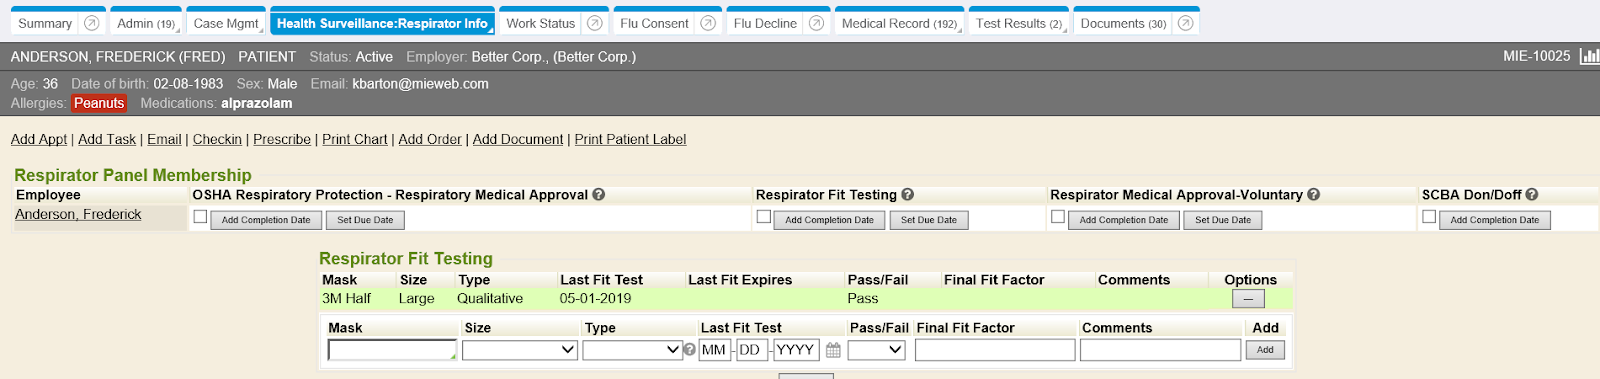 Summary Admin (19) Case Mgmt Health Surveillance:Respirator Info Work Status Flu Consent Flu Decline Medical Record (192) Test Results (2) Documents (30)
ANDERSON, FREDERICK (FRED) PATIENT Status: Active Employer: Better Corp., (Better Corp.) MIE-10025
Age: 36 Date of birth: 02-08-1983 Sex: Male Email: kbarton@mieweb.com
Allergies: Peanuts Medications: alprazolam
Add Appt | Add Task | Email | Checkin | Prescribe | Print Chart | Add Order | Add Document | Print Patient Label
Respirator Panel Membership
Employee OSHA Respiratory Protection - Respiratory Medical Approval ? Respirator Fit Testing ? Respirator Medical Approval-Voluntary ? SCBA Don/Doff ?
Anderson, Frederick Add Completion Date Set Due Date Add Completion Date Set Due Date Add Completion Date Set Due Date Add Completion Date
Respirator Fit Testing
Mask Size Type Last Fit Test Last Fit Expires Pass/Fail Final Fit Factor Comments Options
3M Half Large Qualitative 05-01-2019 Pass —
Mask Size Type Last Fit Test Pass/Fail Final Fit Factor Comments Add
? MM - DD - YYYY Add